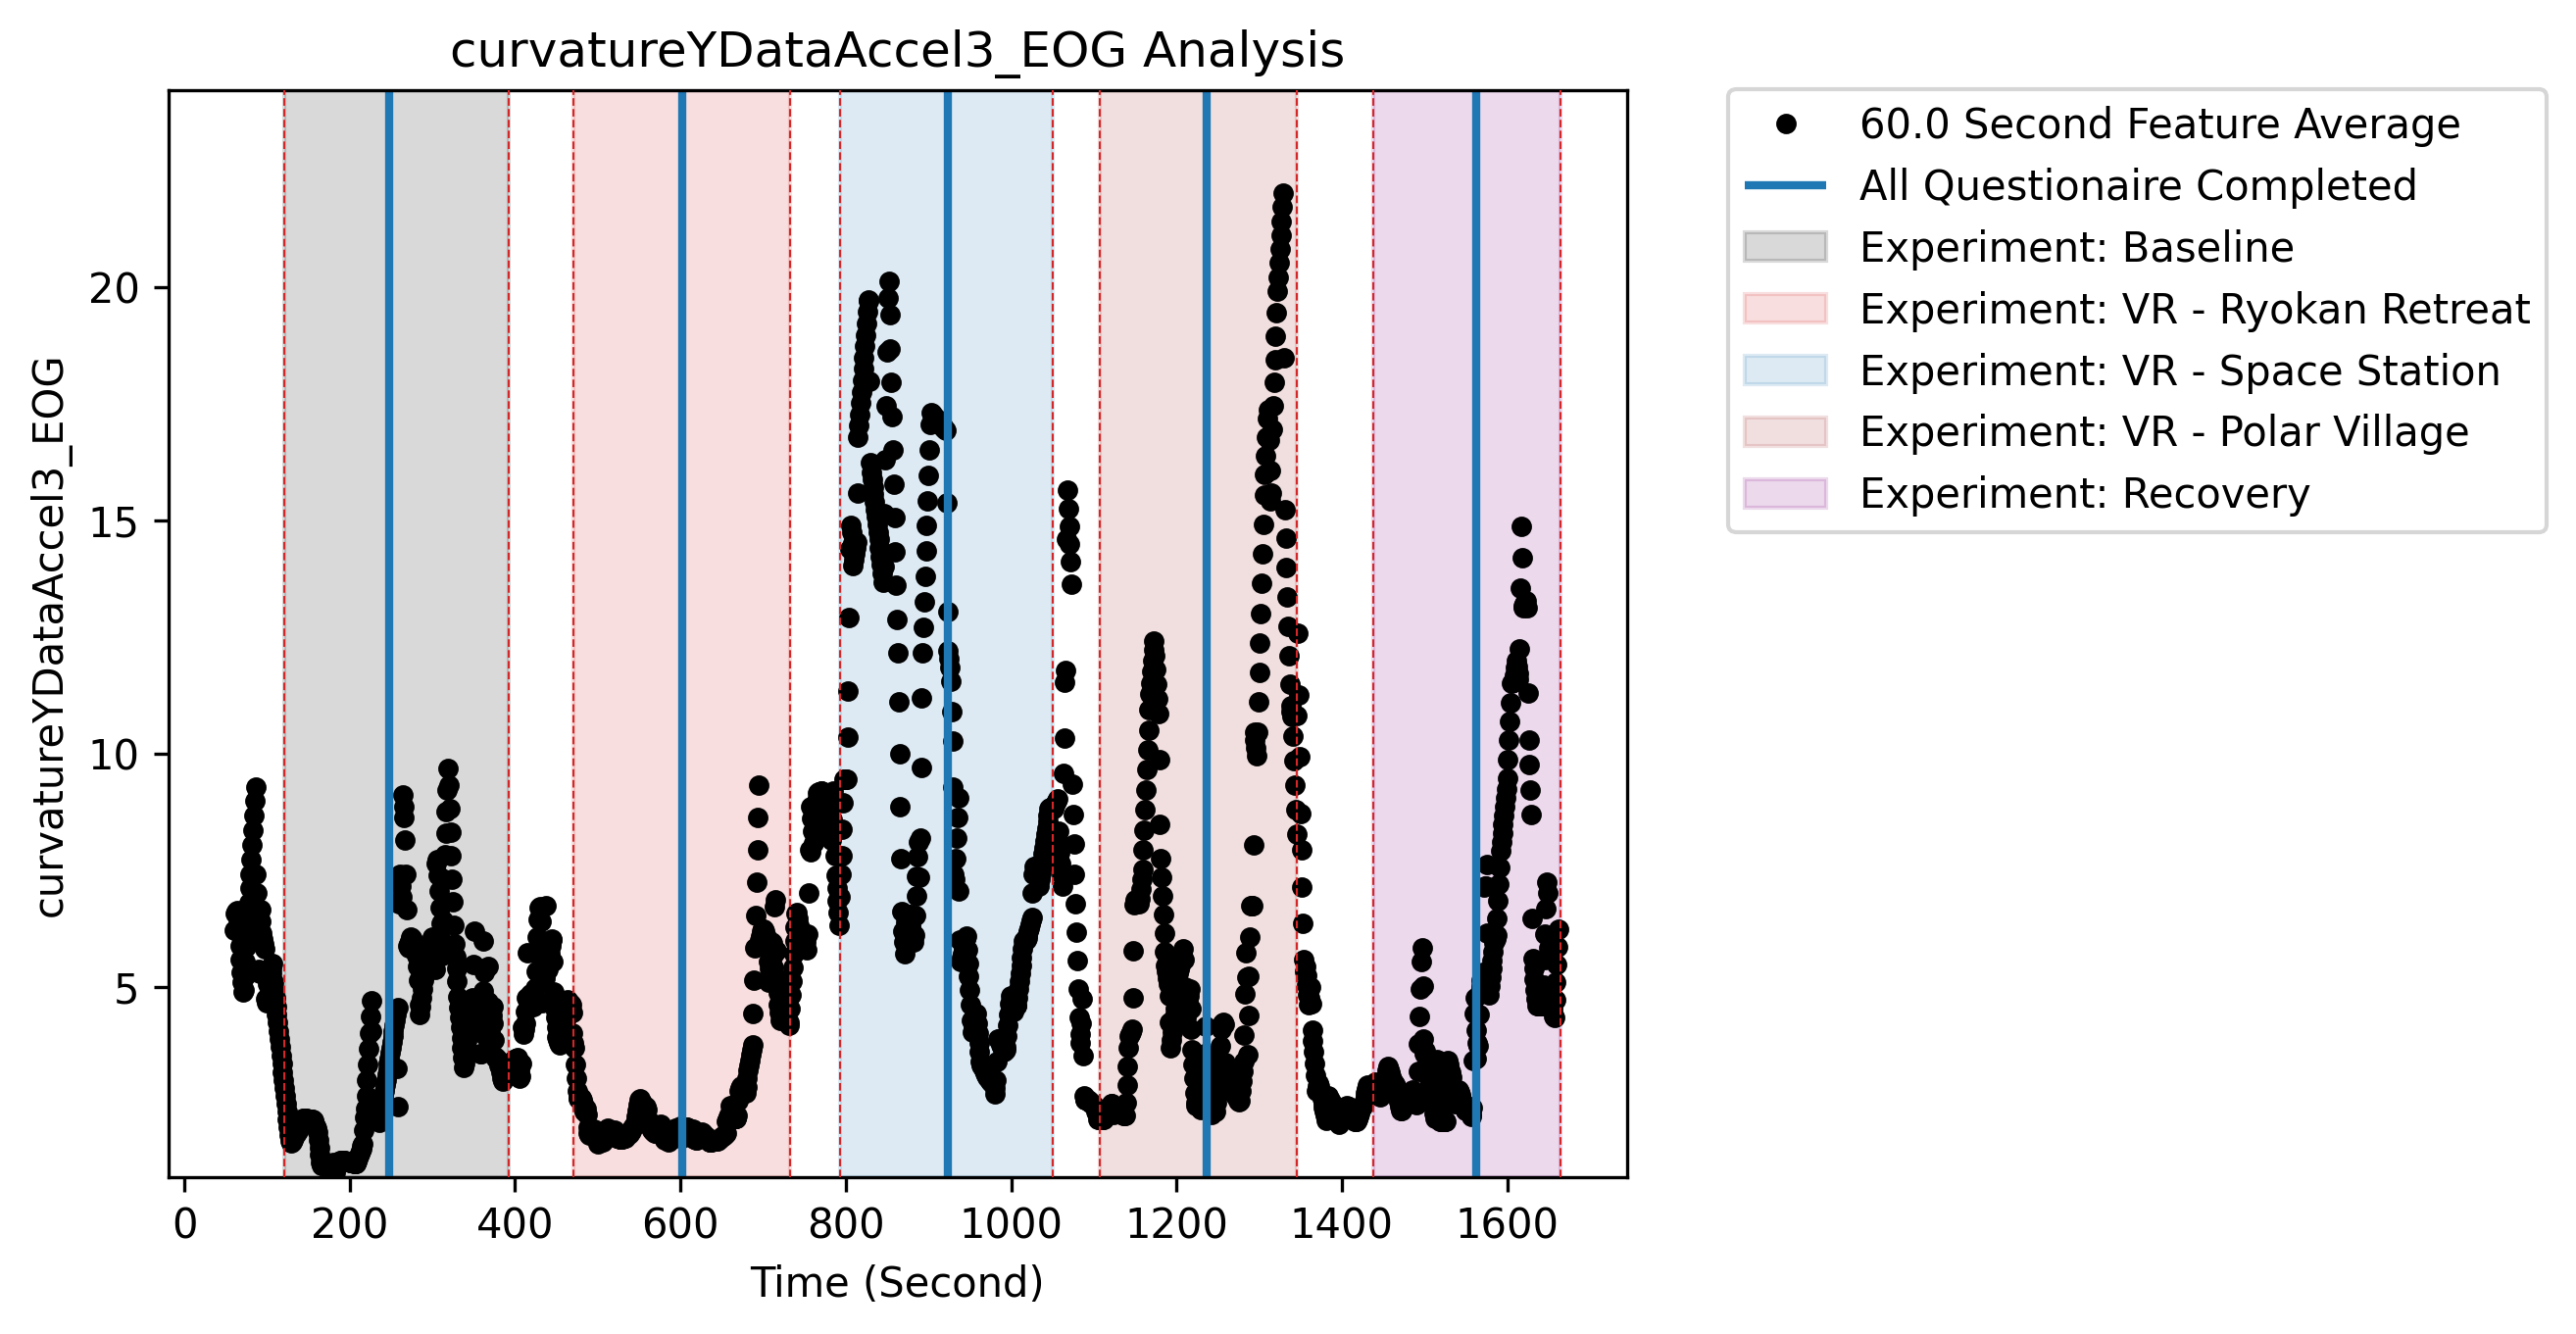 curvatureYDataAccel3_EOG Analysis
curvatureYDataAccel3_EOG
20
15
10
5
0 200 400 600 800 1000 1200 1400 1600
Time (Second)
60.0 Second Feature Average
All Questionaire Completed
Experiment: Baseline
Experiment: VR - Ryokan Retreat
Experiment: VR - Space Station
Experiment: VR - Polar Village
Experiment: Recovery